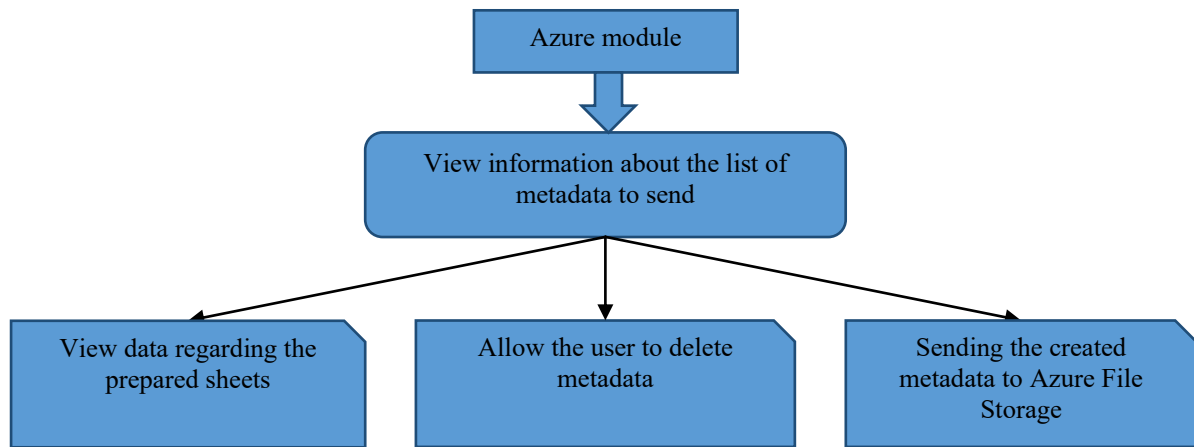 Azure module
View information about the list of
metadata to send
View data regarding the
prepared sheets
Allow the user to delete
metadata
Sending the created
metadata to Azure File
Storage